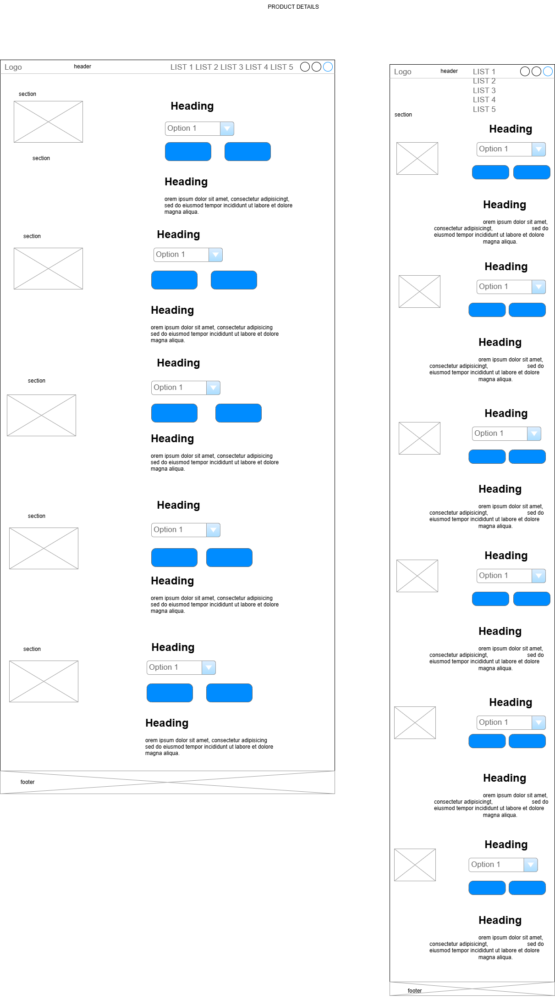 PRODUCT DETAILS
Logo
header
LIST 1 LIST 2 LIST 3 LIST 4 LIST 5
section
Heading
Option 1
section
Heading
orem ipsum dolor sit amet, consectetur adipisicingt,
sed do eiusmod tempor incididunt ut labore et dolore
magna aliqua.
section
Heading
Option 1
Heading
orem ipsum dolor sit amet, consectetur adipisicing
sed do eiusmod tempor incididunt ut labore et dolore
magna aliqua.
section
Heading
Option 1
Heading
orem ipsum dolor sit amet, consectetur adipisicing
sed do eiusmod tempor incididunt ut labore et dolore
magna aliqua.
section
Heading
Option 1
Heading
orem ipsum dolor sit amet, consectetur adipisicing
sed do eiusmod tempor incididunt ut labore et dolore
magna aliqua.
section
Heading
Option 1
Heading
orem ipsum dolor sit amet, consectetur adipisicing
sed do eiusmod tempor incididunt ut labore et dolore
magna aliqua.
footer
Logo
header
LIST 1
LIST 2
LIST 3
LIST 4
LIST 5
section
Heading
Option 1
Heading
orem ipsum dolor sit amet,
consectetur adipisicingt, sed do
eiusmod tempor incididunt ut labore et dolore
magna aliqua.
Heading
Option 1
Heading
orem ipsum dolor sit amet,
consectetur adipisicingt, sed do
eiusmod tempor incididunt ut labore et dolore
magna aliqua.
Heading
Option 1
Heading
orem ipsum dolor sit amet,
consectetur adipisicingt, sed do
eiusmod tempor incididunt ut labore et dolore
magna aliqua.
Heading
Option 1
Heading
orem ipsum dolor sit amet,
consectetur adipisicingt, sed do
eiusmod tempor incididunt ut labore et dolore
magna aliqua.
Heading
Option 1
Heading
orem ipsum dolor sit amet,
consectetur adipisicingt, sed do
eiusmod tempor incididunt ut labore et dolore
magna aliqua.
Heading
Option 1
Heading
orem ipsum dolor sit amet,
consectetur adipisicingt, sed do
eiusmod tempor incididunt ut labore et dolore
magna aliqua.
footer